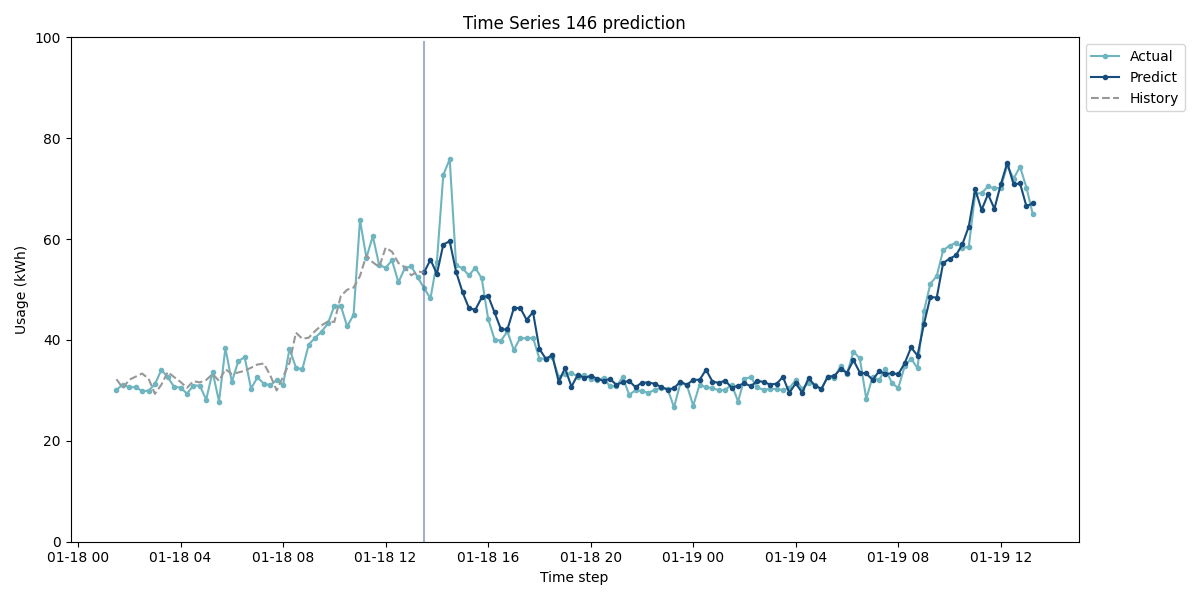 Time Series 146 prediction
100
80
60
40
20
0
Usage (kWh)
01-18 00
01-18 04
01-18 08
01-18 12
01-18 16
01-18 20
01-19 00
01-19 04
01-19 08
01-19 12
Time step
Actual
Predict
History